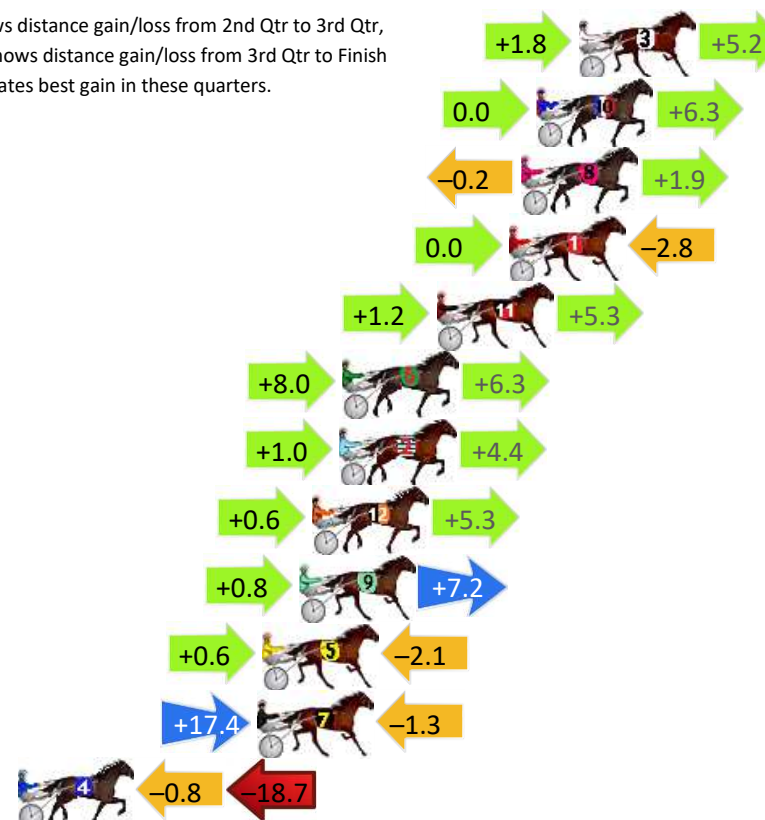 ws distance gain/loss from 2nd Qtr to 3rd Qtr,
nows distance gain/loss from 3rd Qtr to Finish
ates best gain in these quarters.
+1.8 3 +5.2
0.0 10 +6.3
–0.2 8 +1.9
0.0 1 –2.8
+1.2 11 +5.3
+8.0 6 +6.3
+1.0 2 +4.4
+0.6 12 +5.3
+0.8 9 +7.2
+0.6 5 –2.1
+17.4 7 –1.3
4 –0.8 –18.7